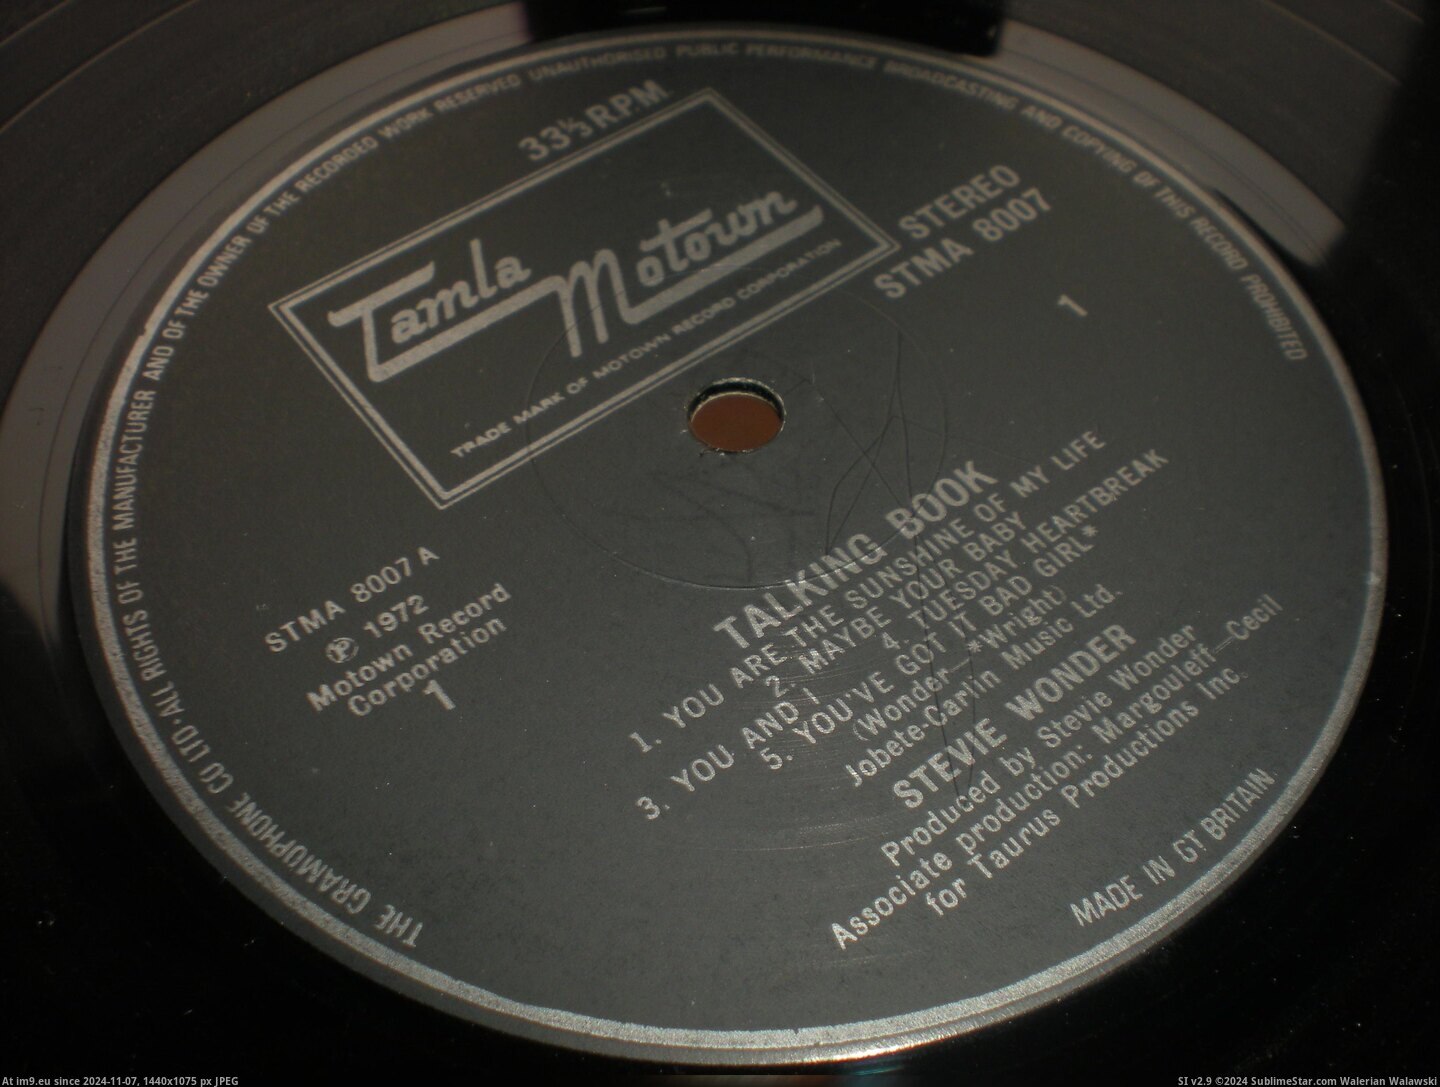 THE GRAMOPHONE CO LTD · ALL RIGHTS OF THE MANUFACTURER AND OF THE OWNER OF THE RECORDED WORK RESERVED UNAUTHORISED PUBLIC PERFORMANCE BROADCASTING AND COPYING OF THIS RECORD PROHIBITED
33⅓ R.P.M.
Tamla Motown
TRADE MARK OF MOTOWN RECORD CORPORATION
STEREO
STMA 8007
1
STMA 8007 A
℗ 1972
Motown Record
Corporation
1
TALKING BOOK
1. YOU ARE THE SUNSHINE OF MY LIFE
2. MAYBE YOUR BABY
3. YOU AND I 4. TUESDAY HEARTBREAK
5. YOU'VE GOT IT BAD GIRL*
(Wonder—*Wright)
Jobete-Carlin Music Ltd.
STEVIE WONDER
Produced by Stevie Wonder
Associate production: Margouleff—Cecil
for Taurus Productions Inc.
MADE IN GT BRITAIN
At im9.eu since 2024-11-07, 1440x1075 px JPEG
SI v2.9 ©2024 SublimeStar.com Walerian Walawski